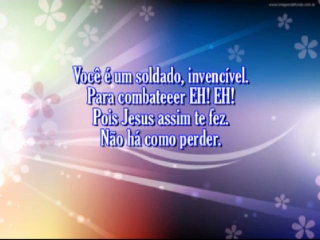 Você é um soldado, invencível.
Para combateeer EH! EH!
Pois Jesus assim te fez.
Não há como perder.